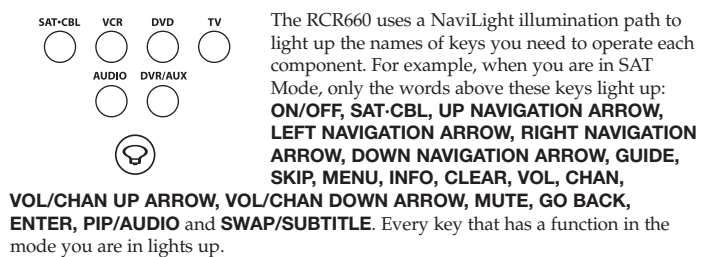 SAT•CBL VCR DVD TV
AUDIO DVR/AUX
The RCR660 uses a NaviLight illumination path to
light up the names of keys you need to operate each
component. For example, when you are in SAT
Mode, only the words above these keys light up:
ON/OFF, SAT·CBL, UP NAVIGATION ARROW,
LEFT NAVIGATION ARROW, RIGHT NAVIGATION
ARROW, DOWN NAVIGATION ARROW, GUIDE,
SKIP, MENU, INFO, CLEAR, VOL, CHAN,
VOL/CHAN UP ARROW, VOL/CHAN DOWN ARROW, MUTE, GO BACK,
ENTER, PIP/AUDIO and SWAP/SUBTITLE. Every key that has a function in the
mode you are in lights up.